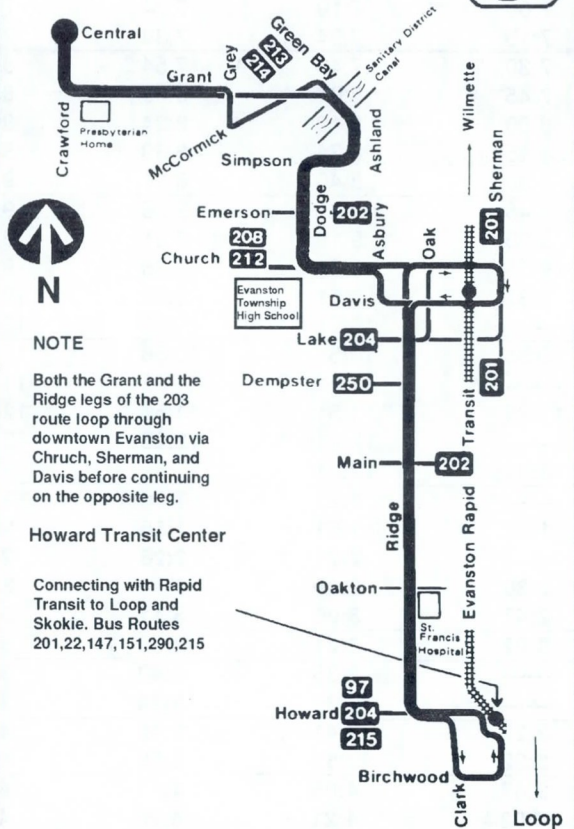 Central
Green Bay
213
214
Sanitary District
Canal
Grey
Grant
Crawford
Presbyterian
Home
McCormick
Simpson
Ashland
Wilmette
Sherman
201
Emerson
Dodge
202
Asbury
Oak
208
Church 212
N
Evanston
Township
High School
Davis
Lake 204
201
NOTE
Both the Grant and the
Ridge legs of the 203
route loop through
downtown Evanston via
Chruch, Sherman, and
Davis before continuing
on the opposite leg.
Dempster 250
Main 202
Evanston Rapid Transit
Ridge
Howard Transit Center
Connecting with Rapid
Transit to Loop and
Skokie. Bus Routes
201,22,147,151,290,215
Oakton
St.
Francis
Hospital
97
Howard 204
215
Birchwood
Clark
Loop